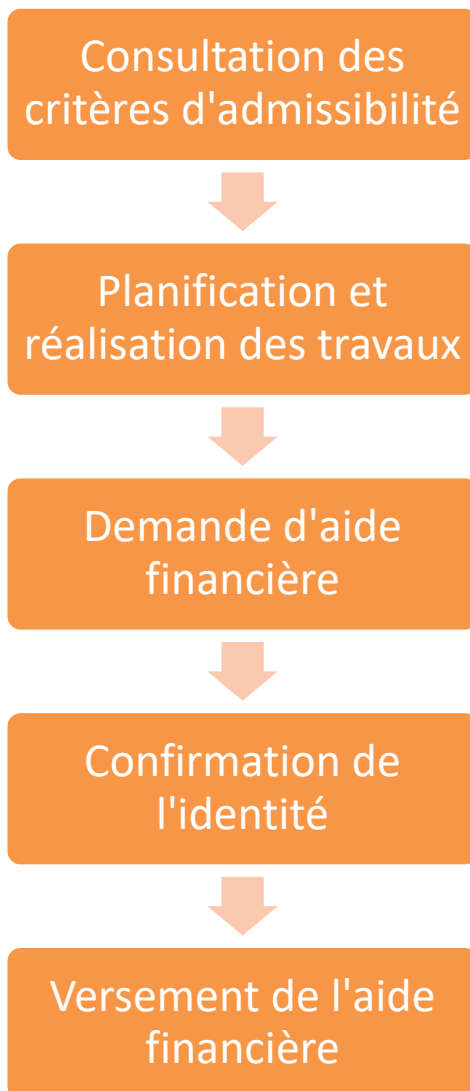 Consultation des
critères d'admissibilité
Planification et
réalisation des travaux
Demande d'aide
financière
Confirmation de
l'identité
Versement de l'aide
financière